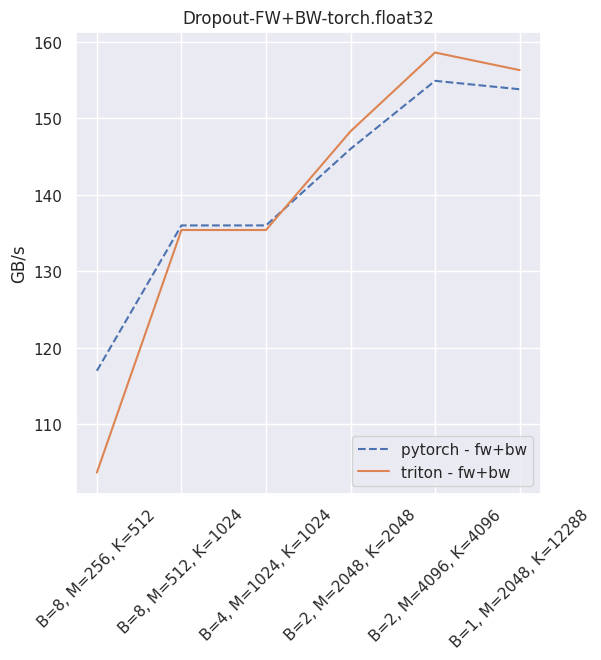 Dropout-FW+BW-torch.float32
160
150
140
130
120
110
GB/s
pytorch - fw+bw
triton - fw+bw
B=8, M=256, K=512
B=8, M=512, K=1024
B=4, M=1024, K=1024
B=2, M=2048, K=2048
B=2, M=4096, K=4096
B=1, M=2048, K=12288